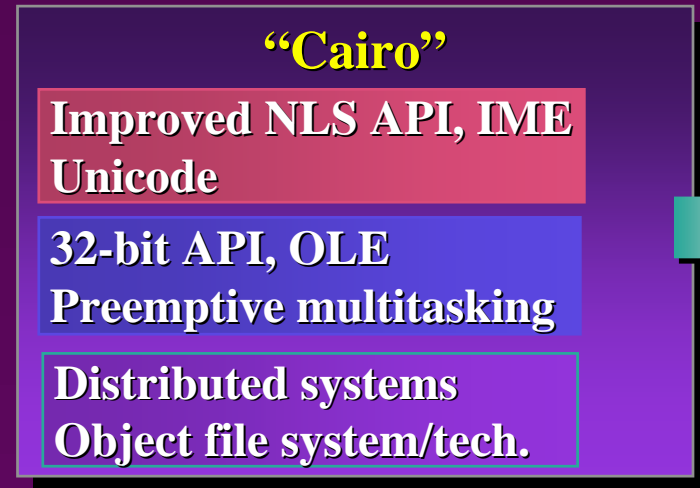 “Cairo”
Improved NLS API, IME
Unicode
32-bit API, OLE
Preemptive multitasking
Distributed systems
Object file system/tech.